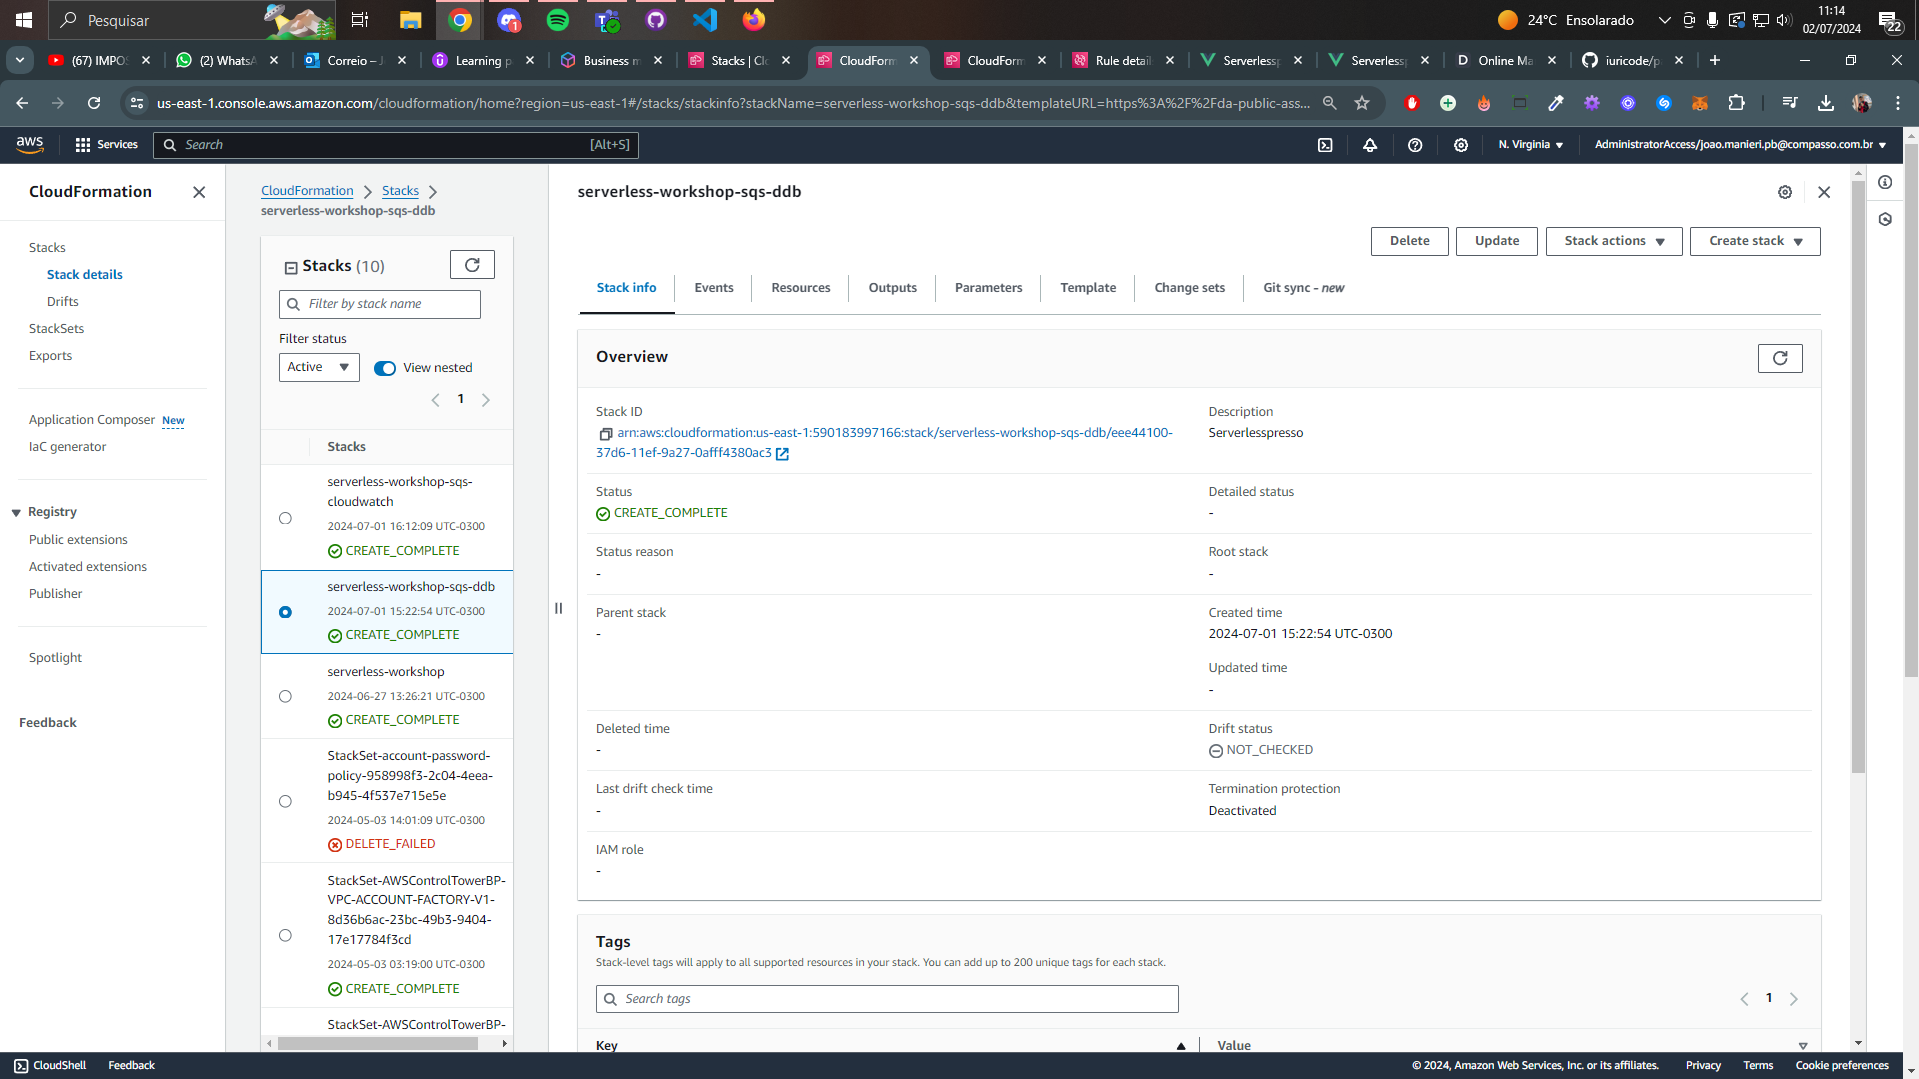 Pesquisar
24°C Ensolarado
11:14
02/07/2024
22
(67) IMPOS
(2) WhatsA
Correio – J
Learning p
Business m
Stacks | Clo
CloudForm
CloudForm
Rule detail
Serverlessp
Serverlessp
Online Ma
iuricode/p
us-east-1.console.aws.amazon.com/cloudformation/home?region=us-east-1#/stacks/stackinfo?stackName=serverless-workshop-sqs-ddb&templateURL=https%3A%2F%2Fda-public-ass...
aws
Services
Search
[Alt+S]
N. Virginia
AdministratorAccess/joao.manieri.pb@compasso.com.br
CloudFormation
Stacks
Stack details
Drifts
StackSets
Exports
Application Composer New
IaC generator
Registry
Public extensions
Activated extensions
Publisher
Spotlight
Feedback
CloudFormation
Stacks
serverless-workshop-sqs-ddb
Stacks (10)
Filter by stack name
Filter status
Active
View nested
1
Stacks
serverless-workshop-sqs-
cloudwatch
2024-07-01 16:12:09 UTC-0300
CREATE_COMPLETE
serverless-workshop-sqs-ddb
2024-07-01 15:22:54 UTC-0300
CREATE_COMPLETE
serverless-workshop
2024-06-27 13:26:21 UTC-0300
CREATE_COMPLETE
StackSet-account-password-
policy-958998f3-2c04-4eea-
b945-4f537e715e5e
2024-05-03 14:01:09 UTC-0300
DELETE_FAILED
StackSet-AWSControlTowerBP-
VPC-ACCOUNT-FACTORY-V1-
8d36b6ac-23bc-49b3-9404-
17e17784f3cd
2024-05-03 03:19:00 UTC-0300
CREATE_COMPLETE
StackSet-AWSControlTowerBP-
serverless-workshop-sqs-ddb
Delete
Update
Stack actions
Create stack
Stack info
Events
Resources
Outputs
Parameters
Template
Change sets
Git sync - new
Overview
Stack ID
arn:aws:cloudformation:us-east-1:590183997166:stack/serverless-workshop-sqs-ddb/eee44100-
37d6-11ef-9a27-0afff4380ac3
Description
Serverlesspresso
Status
CREATE_COMPLETE
Detailed status
-
Status reason
-
Root stack
-
Parent stack
-
Created time
2024-07-01 15:22:54 UTC-0300
Updated time
-
Deleted time
-
Drift status
NOT_CHECKED
Last drift check time
-
Termination protection
Deactivated
IAM role
-
Tags
Stack-level tags will apply to all supported resources in your stack. You can add up to 200 unique tags for each stack.
Search tags
1
Key
Value
CloudShell
Feedback
© 2024, Amazon Web Services, Inc. or its affiliates.
Privacy
Terms
Cookie preferences